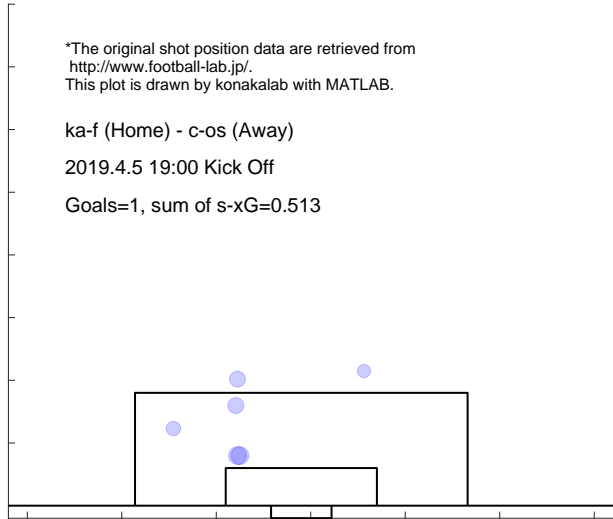 *The original shot position data are retrieved from
http://www.football-lab.jp/.
This plot is drawn by konakalab with MATLAB.
ka-f (Home) - c-os (Away)
2019.4.5 19:00 Kick Off
Goals=1, sum of s-xG=0.513